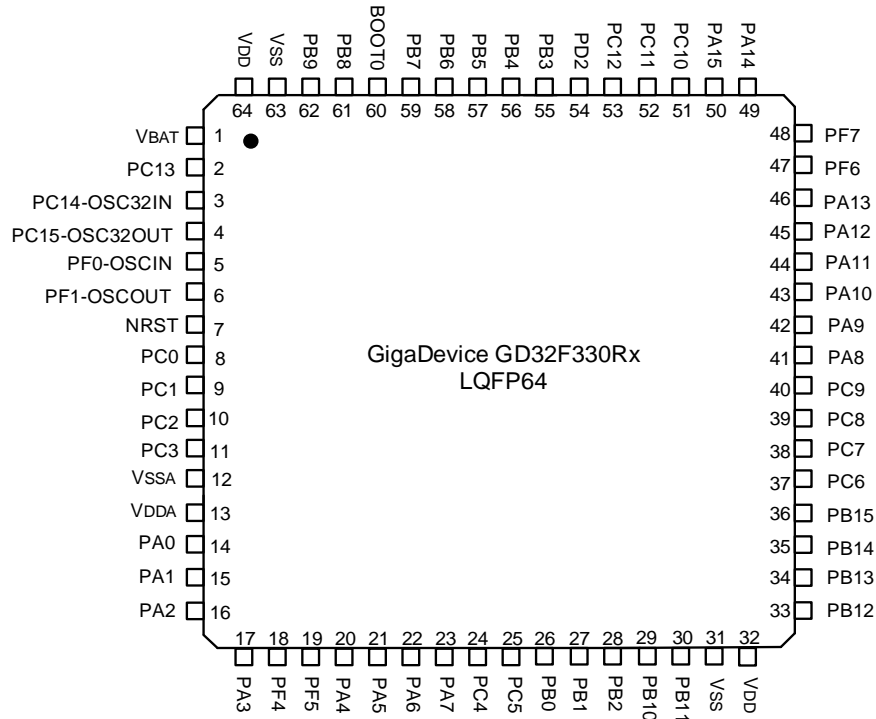 VDD VSS PB9 PB8 BOOT0 PB7 PB6 PB5 PB4 PB3 PD2 PC12 PC11 PC10 PA15 PA14
64 63 62 61 60 59 58 57 56 55 54 53 52 51 50 49
VBAT 1 48 PF7
PC13 2 47 PF6
PC14-OSC32IN 3 46 PA13
PC15-OSC32OUT 4 45 PA12
PF0-OSCIN 5 44 PA11
PF1-OSCOUT 6 43 PA10
NRST 7 42 PA9
PC0 8 41 PA8
GigaDevice GD32F330Rx
LQFP64
PC1 9 40 PC9
PC2 10 39 PC8
PC3 11 38 PC7
VSSA 12 37 PC6
VDDA 13 36 PB15
PA0 14 35 PB14
PA1 15 34 PB13
PA2 16 33 PB12
17 18 19 20 21 22 23 24 25 26 27 28 29 30 31 32
PA3 PF4 PF5 PA4 PA5 PA6 PA7 PC4 PC5 PB0 PB1 PB2 PB10 PB11 VSS VDD